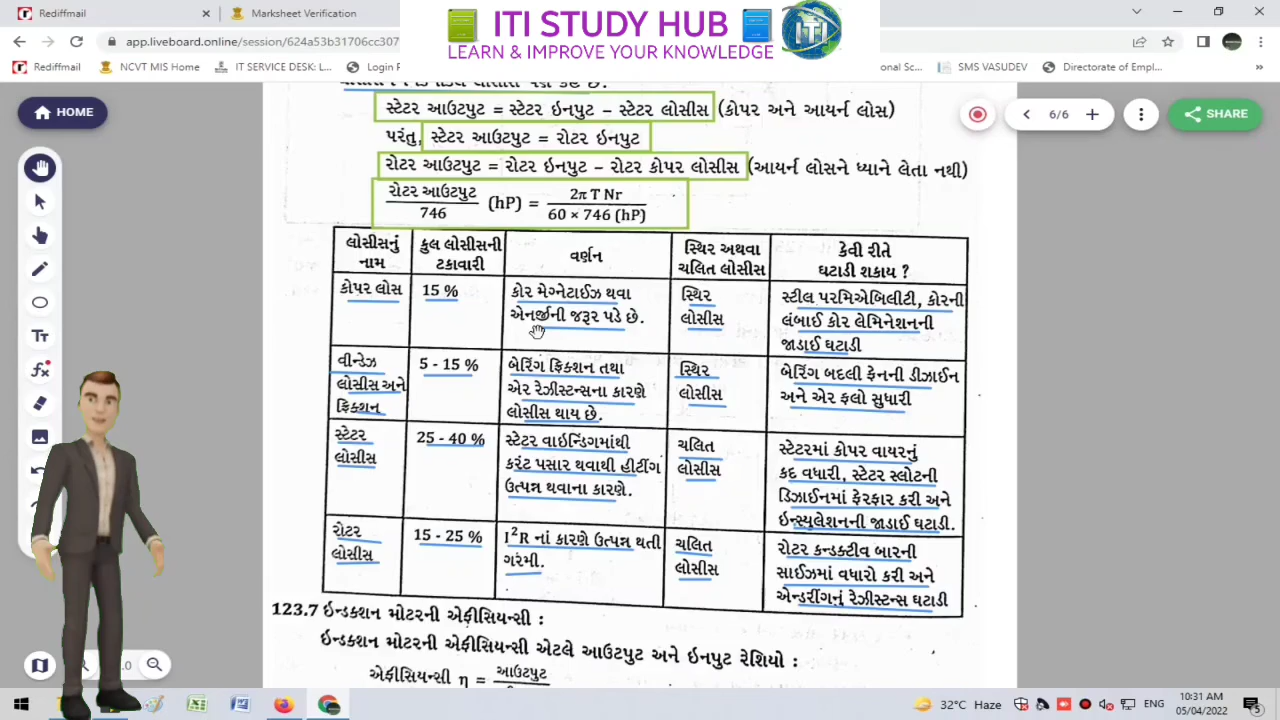 ITI STUDY HUB
LEARN & IMPROVE YOUR KNOWLEDGE
ITI
Rediffmail
Marksheet Verification
app.liveboard.online/session/624bc31706cc307
Rediffmail
NCVT MIS Home
IT SERVICE DESK: L...
Login
onal Sc...
SMS VASUDEV
Directorate of Empl...
HOME
6/6
SHARE
સ્ટેટર આઉટપુટ = સ્ટેટર ઇનપુટ – સ્ટેટર લોસીસ (કોપર અને આયર્ન લોસ)
પરંતુ, સ્ટેટર આઉટપુટ = રોટર ઇનપુટ
રોટર આઉટપુટ = રોટર ઇનપુટ – રોટર કોપર લોસીસ (આયર્ન લોસને ધ્યાને લેતા નથી)
રોટર આઉટપુટ / 746 (hP) = 2π T Nr / 60 × 746 (hP)
લોસીસનું નામ
કુલ લોસીસની ટકાવારી
વર્ણન
સ્થિર અથવા ચલિત લોસીસ
કેવી રીતે ઘટાડી શકાય ?
કોપર લોસ
15 %
કોર મેગ્નેટાઈઝ થવા
એનર્જીની જરૂર પડે છે.
સ્થિર
લોસીસ
સ્ટીલ પરમિએબિલીટી, કોરની
લંબાઈ કોર લેમિનેશનની
જાડાઈ ઘટાડી
વીન્ડેઝ
લોસીસ અને
ફ્રિક્શન
5 - 15 %
બેરિંગ ફ્રિક્શન તથા
એર રેઝીસ્ટન્સના કારણે
લોસીસ થાય છે.
સ્થિર
લોસીસ
બેરિંગ બદલી ફેનની ડીઝાઈન
અને એર ફલો સુધારી
સ્ટેટર
લોસીસ
25 - 40 %
સ્ટેટર વાઇન્ડિંગમાંથી
કરંટ પસાર થવાથી હીટીંગ
ઉત્પન્ન થવાના કારણે.
ચલિત
લોસીસ
સ્ટેટરમાં કોપર વાયરનું
કદ વધારી, સ્ટેટર સ્લોટની
ડિઝાઈનમાં ફેરફાર કરી અને
ઇન્સ્યુલેશનની જાડાઈ ઘટાડી.
રોટર
લોસીસ
15 - 25 %
I²R નાં કારણે ઉત્પન્ન થતી
ગરમી.
ચલિત
લોસીસ
રોટર કન્ડક્ટીવ બારની
સાઈઝમાં વધારો કરી અને
એન્ડરીંગનું રેઝીસ્ટન્સ ઘટાડી
123.7 ઇન્ડક્શન મોટરની એફીસિયન્સી :
ઇન્ડક્શન મોટરની એફીસિયન્સી એટલે આઉટપુટ અને ઇનપુટ રેશિયો :
એફીસિયન્સી η = આઉટપુટ
32°C Haze
ENG
10:31 AM
05/04/2022